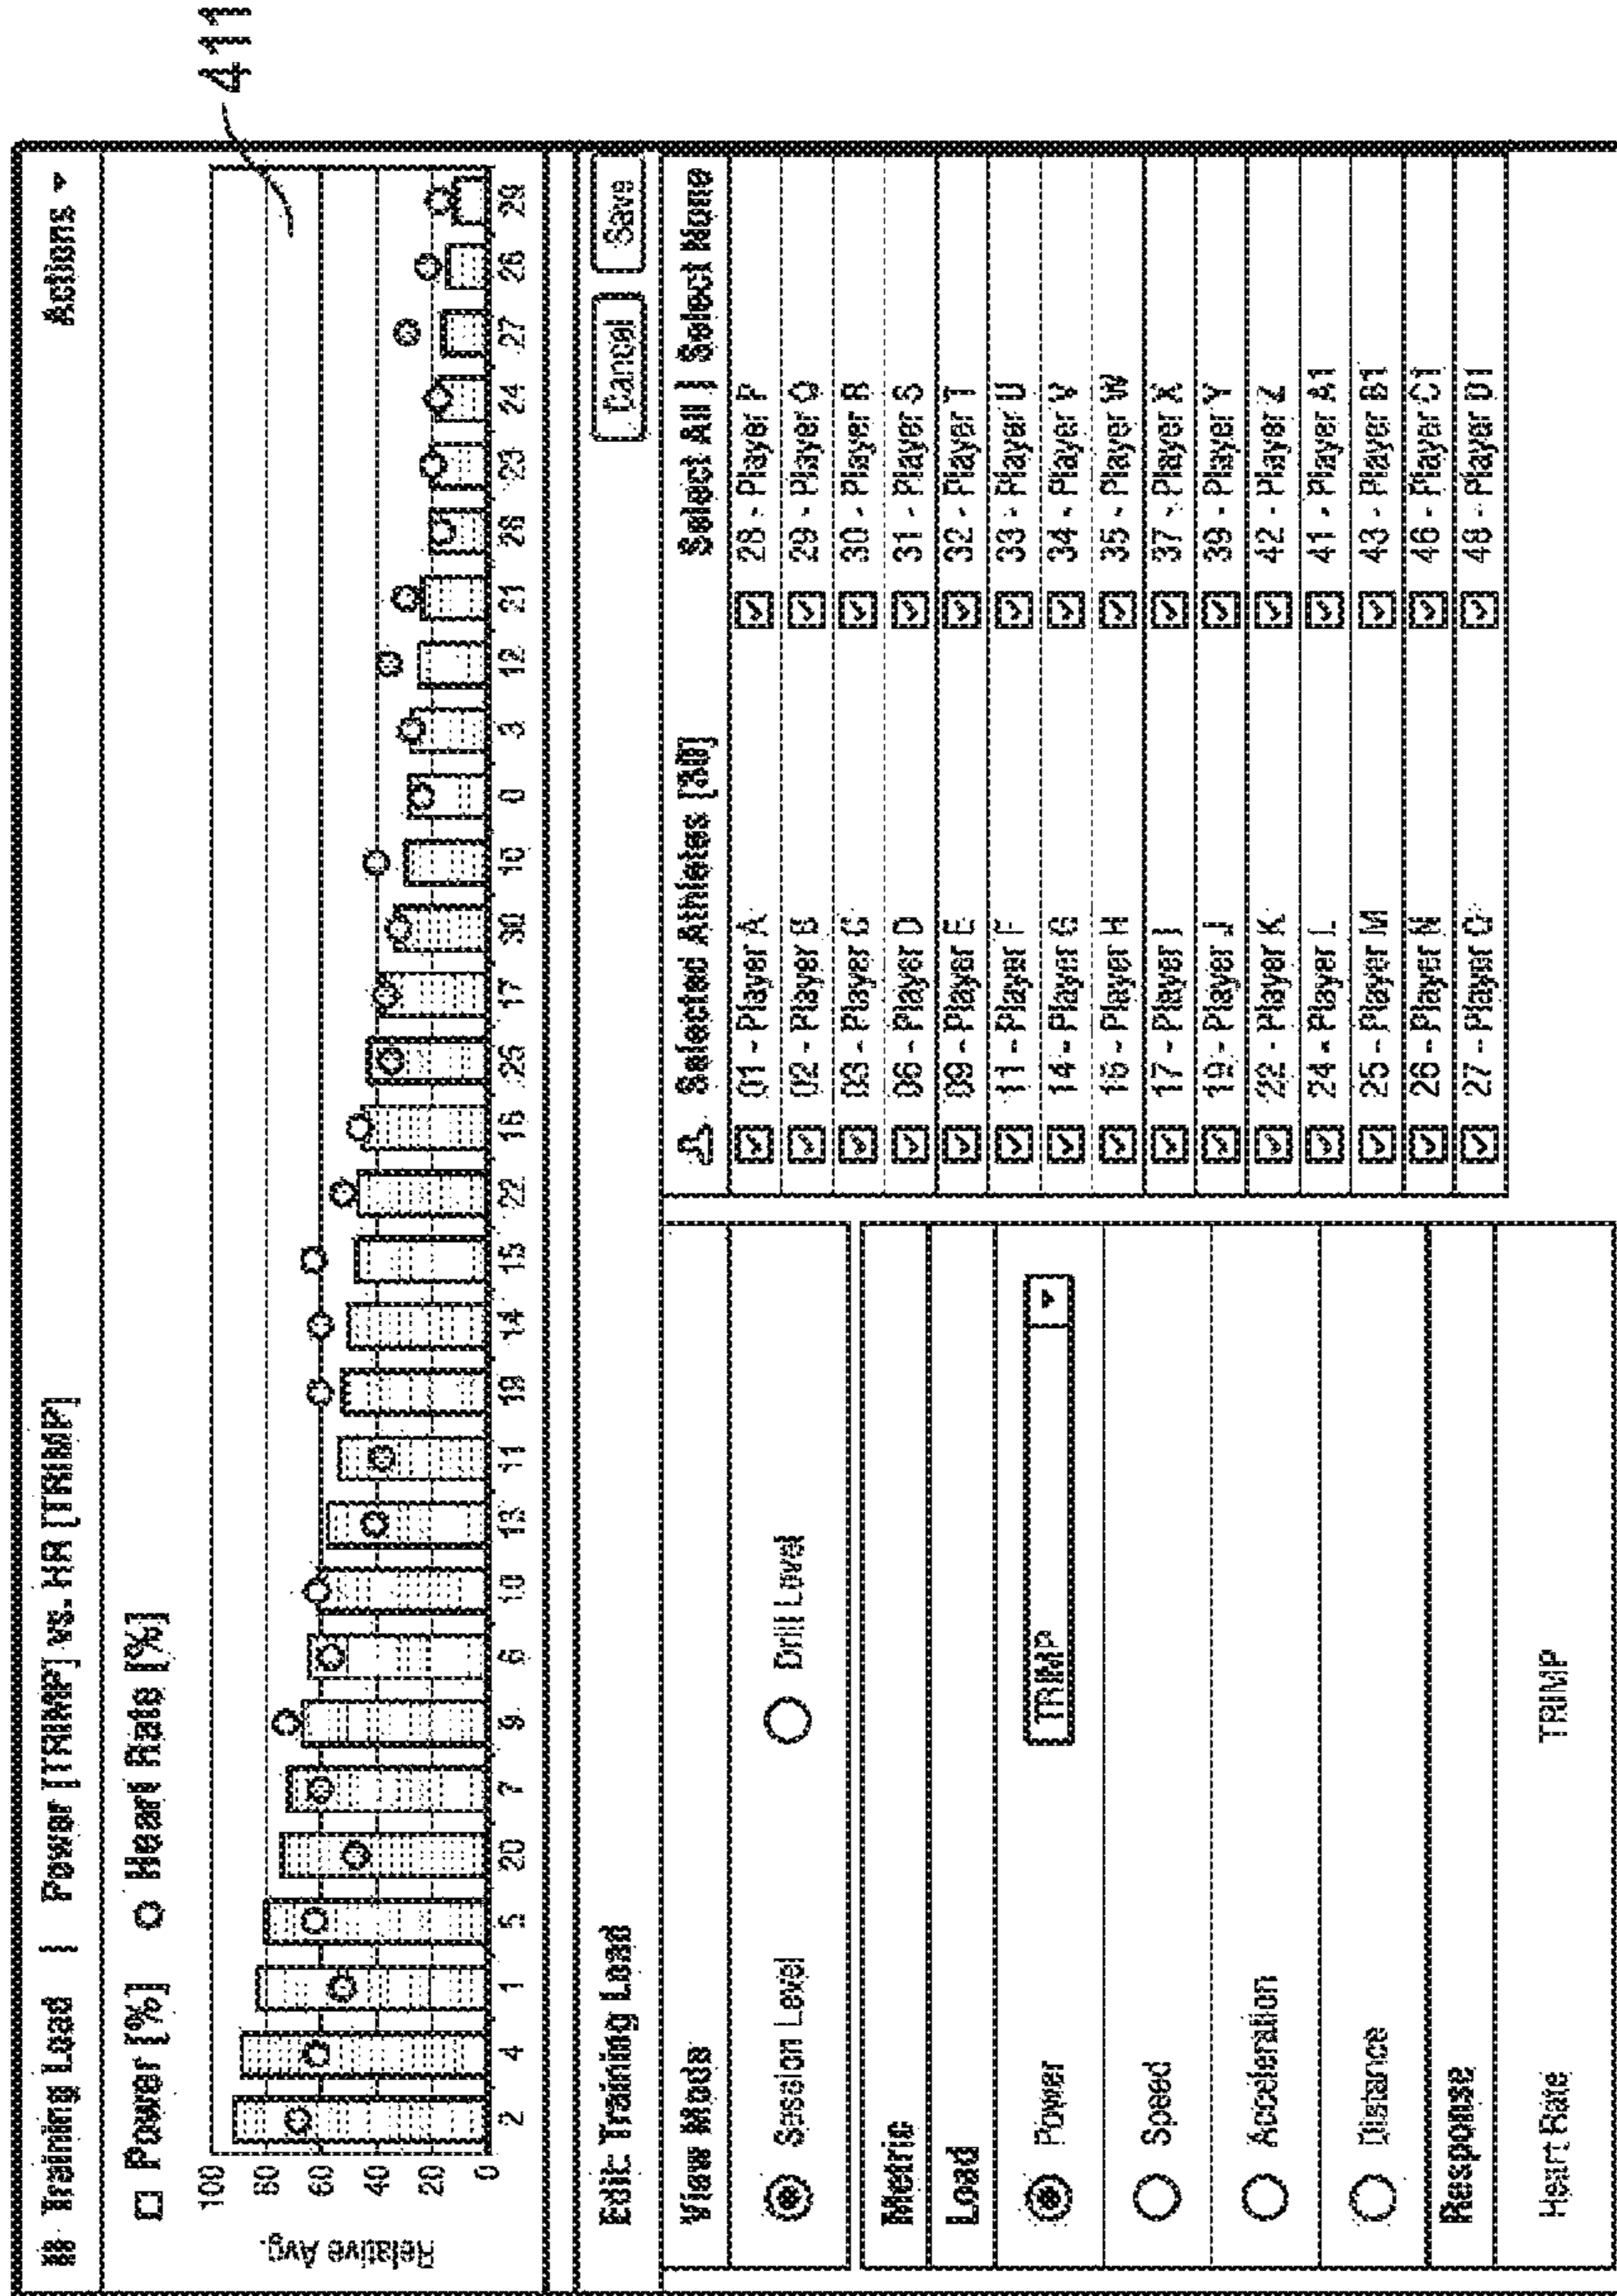 Training Load | Power [TRIMP] vs. HR [TRIMP] Actions
411
Power [%] Heart Rate [%]
Relative Avg.
100
80
60
40
20
0
2 4 1 5 20 7 9 6 10 13 11 19 14 15 22 16 25 17 30 10 0 3 12 21 28 23 24 27 26 29
Edit: Training Load Cancel Save
View Mode
Session Level Drill Level
Metric
Load
Power TRIMP
Speed
Acceleration
Distance
Response
Heart Rate TRIMP
Selected Athletes [30] Select All | Select None
01 - Player A 28 - Player P
02 - Player B 29 - Player Q
03 - Player C 30 - Player R
06 - Player D 31 - Player S
09 - Player E 32 - Player T
11 - Player F 33 - Player U
14 - Player G 34 - Player V
16 - Player H 35 - Player W
17 - Player I 37 - Player X
19 - Player J 39 - Player Y
22 - Player K 42 - Player Z
24 - Player L 41 - Player A1
25 - Player M 43 - Player B1
26 - Player N 46 - Player C1
27 - Player O 48 - Player D1